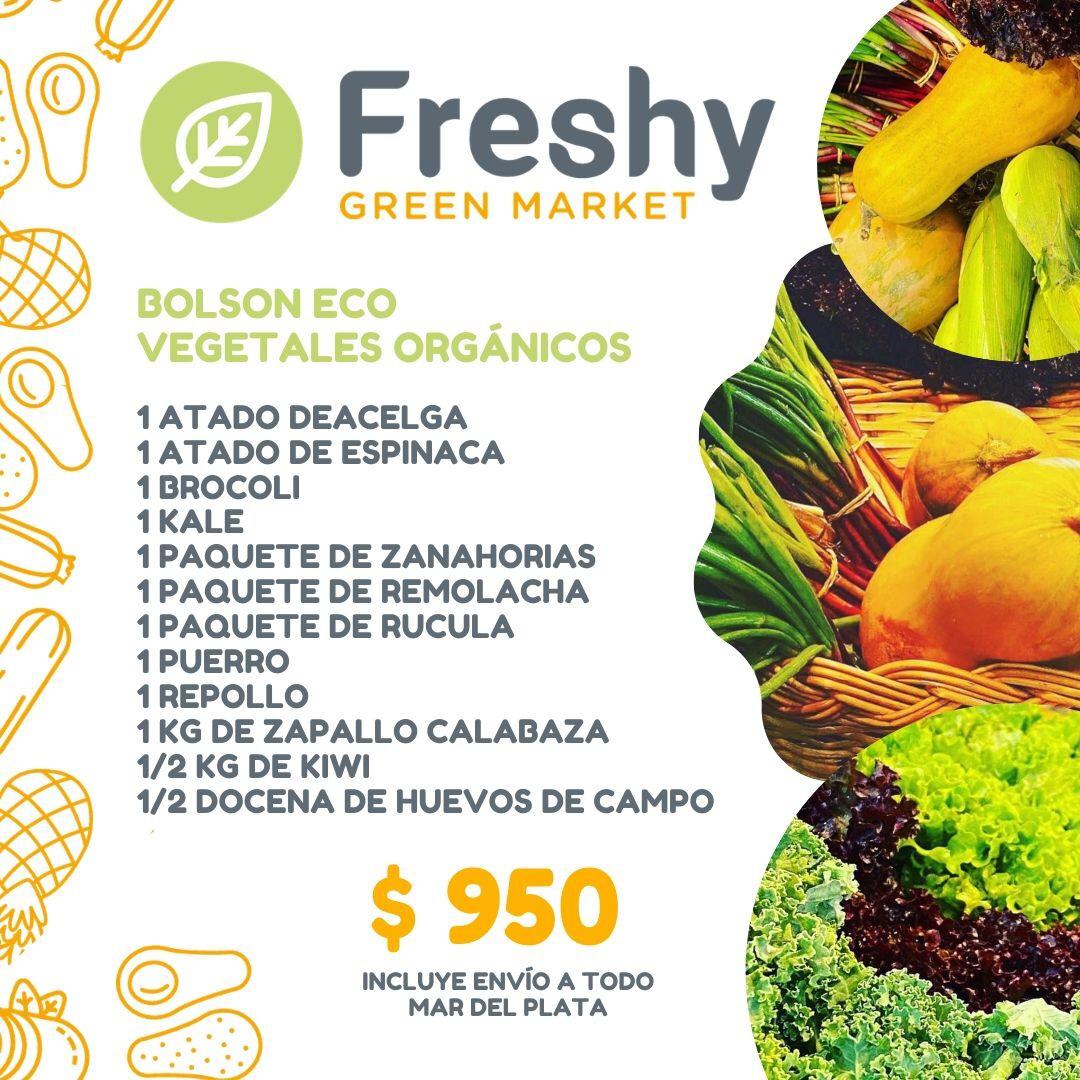 Freshy
GREEN MARKET
BOLSON ECO
VEGETALES ORGÁNICOS
1 ATADO DEACELGA
1 ATADO DE ESPINACA
1 BROCOLI
1 KALE
1 PAQUETE DE ZANAHORIAS
1 PAQUETE DE REMOLACHA
1 PAQUETE DE RUCULA
1 PUERRO
1 REPOLLO
1 KG DE ZAPALLO CALABAZA
1/2 KG DE KIWI
1/2 DOCENA DE HUEVOS DE CAMPO
$ 950
INCLUYE ENVÍO A TODO
MAR DEL PLATA